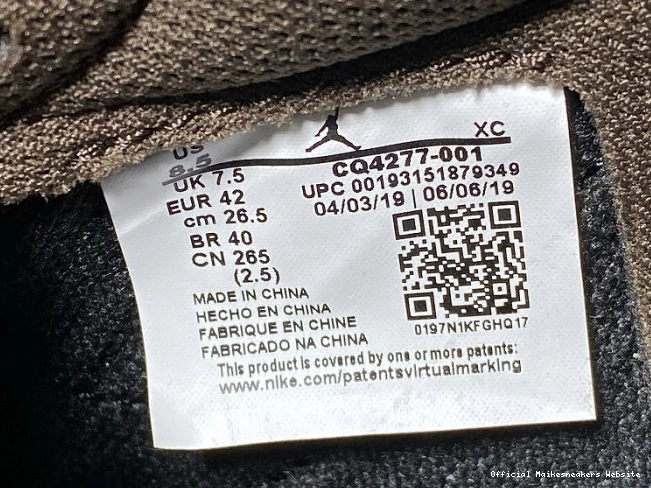 US
8.5
UK 7.5
EUR 42
cm 26.5
BR 40
CN 265
(2.5)
XC
CQ4277-001
UPC 00193151879349
04/03/19 | 06/06/19
0197N1KFGHQ17
MADE IN CHINA
HECHO EN CHINA
FABRIQUE EN CHINE
FABRICADO NA CHINA
This product is covered by one or more patents:
www.nike.com/patentsvirtualmarking
Official Maikesneakers Website